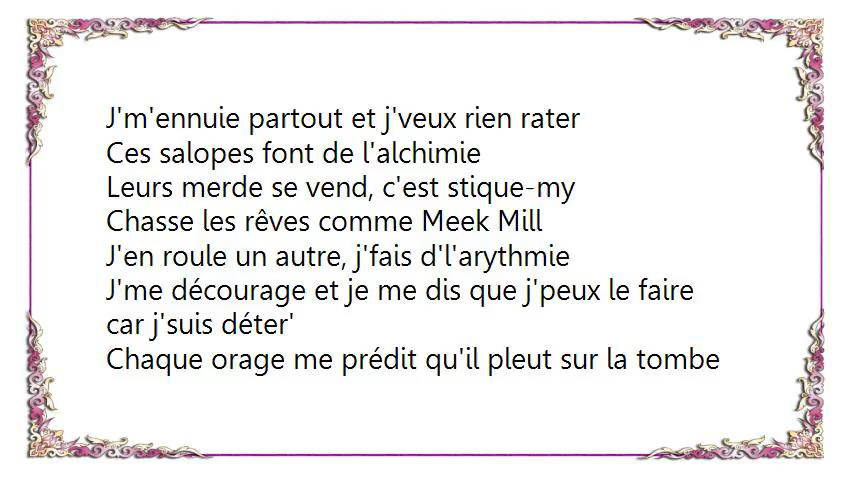 J'm'ennuie partout et j'veux rien rater
Ces salopes font de l'alchimie
Leurs merde se vend, c'est stique-my
Chasse les rêves comme Meek Mill
J'en roule un autre, j'fais d'l'arythmie
J'me décourage et je me dis que j'peux le faire
car j'suis déter'
Chaque orage me prédit qu'il pleut sur la tombe